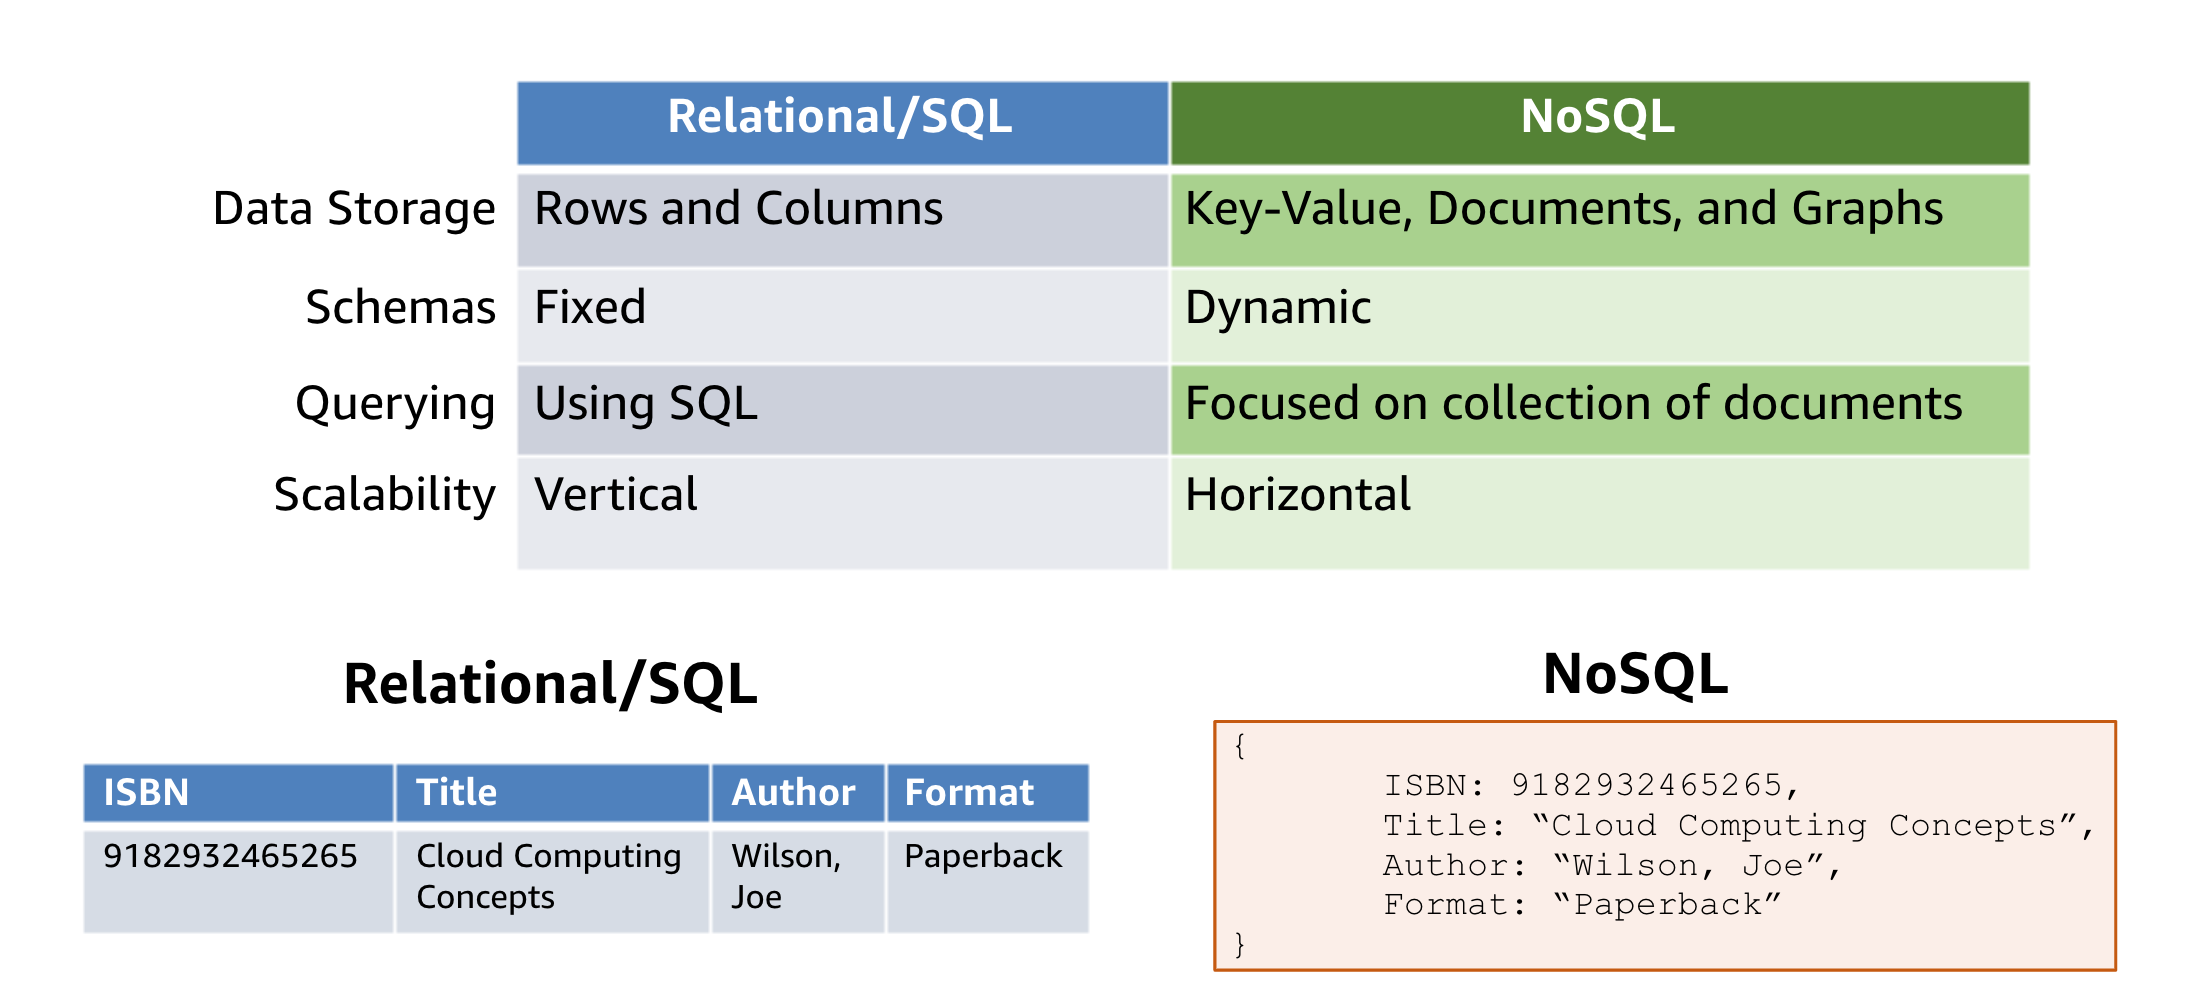 Relational/SQL NoSQL
Data Storage Rows and Columns Key-Value, Documents, and Graphs
Schemas Fixed Dynamic
Querying Using SQL Focused on collection of documents
Scalability Vertical Horizontal
Relational/SQL
ISBN Title Author Format
9182932465265 Cloud Computing Wilson, Paperback
Concepts Joe
NoSQL
{
ISBN: 9182932465265,
Title: “Cloud Computing Concepts”,
Author: “Wilson, Joe”,
Format: “Paperback”
}